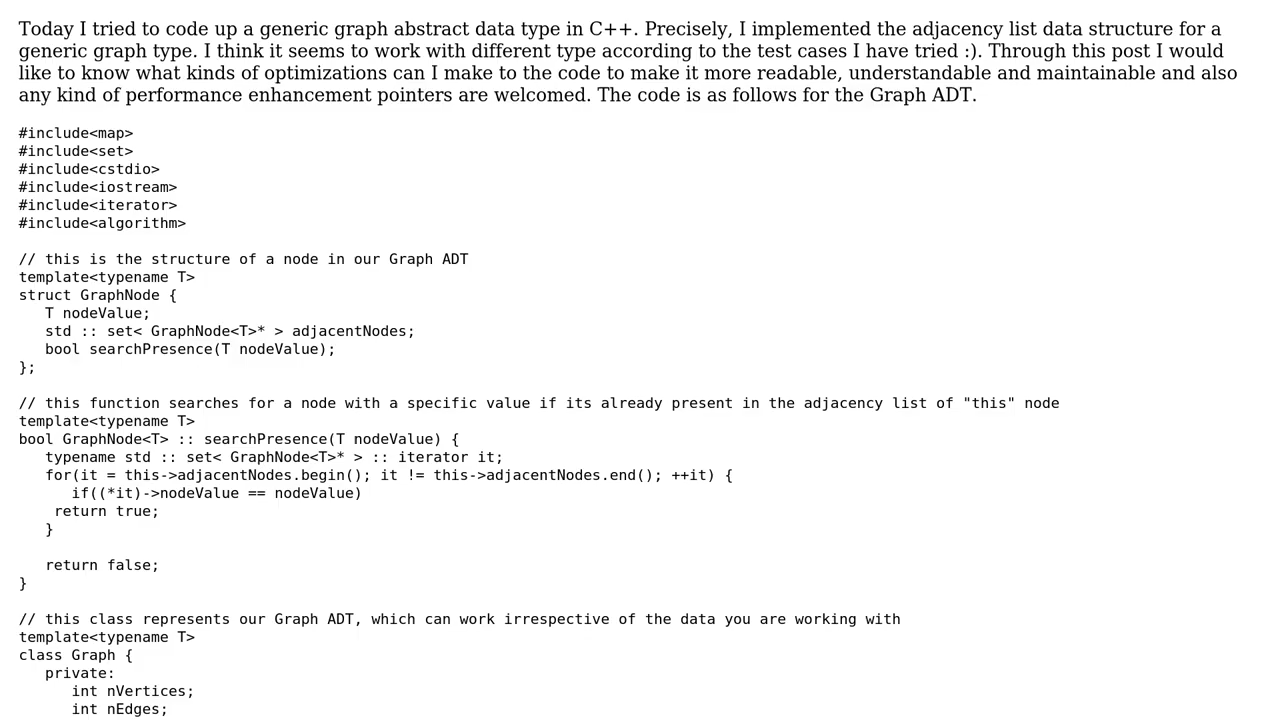 Today I tried to code up a generic graph abstract data type in C++. Precisely, I implemented the adjacency list data structure for a
generic graph type. I think it seems to work with different type according to the test cases I have tried :). Through this post I would
like to know what kinds of optimizations can I make to the code to make it more readable, understandable and maintainable and also
any kind of performance enhancement pointers are welcomed. The code is as follows for the Graph ADT.

#include<map>
#include<set>
#include<cstdio>
#include<iostream>
#include<iterator>
#include<algorithm>

// this is the structure of a node in our Graph ADT
template<typename T>
struct GraphNode {
   T nodeValue;
   std :: set< GraphNode<T>* > adjacentNodes;
   bool searchPresence(T nodeValue);
};

// this function searches for a node with a specific value if its already present in the adjacency list of "this" node
template<typename T>
bool GraphNode<T> :: searchPresence(T nodeValue) {
   typename std :: set< GraphNode<T>* > :: iterator it;
   for(it = this->adjacentNodes.begin(); it != this->adjacentNodes.end(); ++it) {
      if((*it)->nodeValue == nodeValue)
    return true;
   }

   return false;
}

// this class represents our Graph ADT, which can work irrespective of the data you are working with
template<typename T>
class Graph {
   private:
      int nVertices;
      int nEdges;